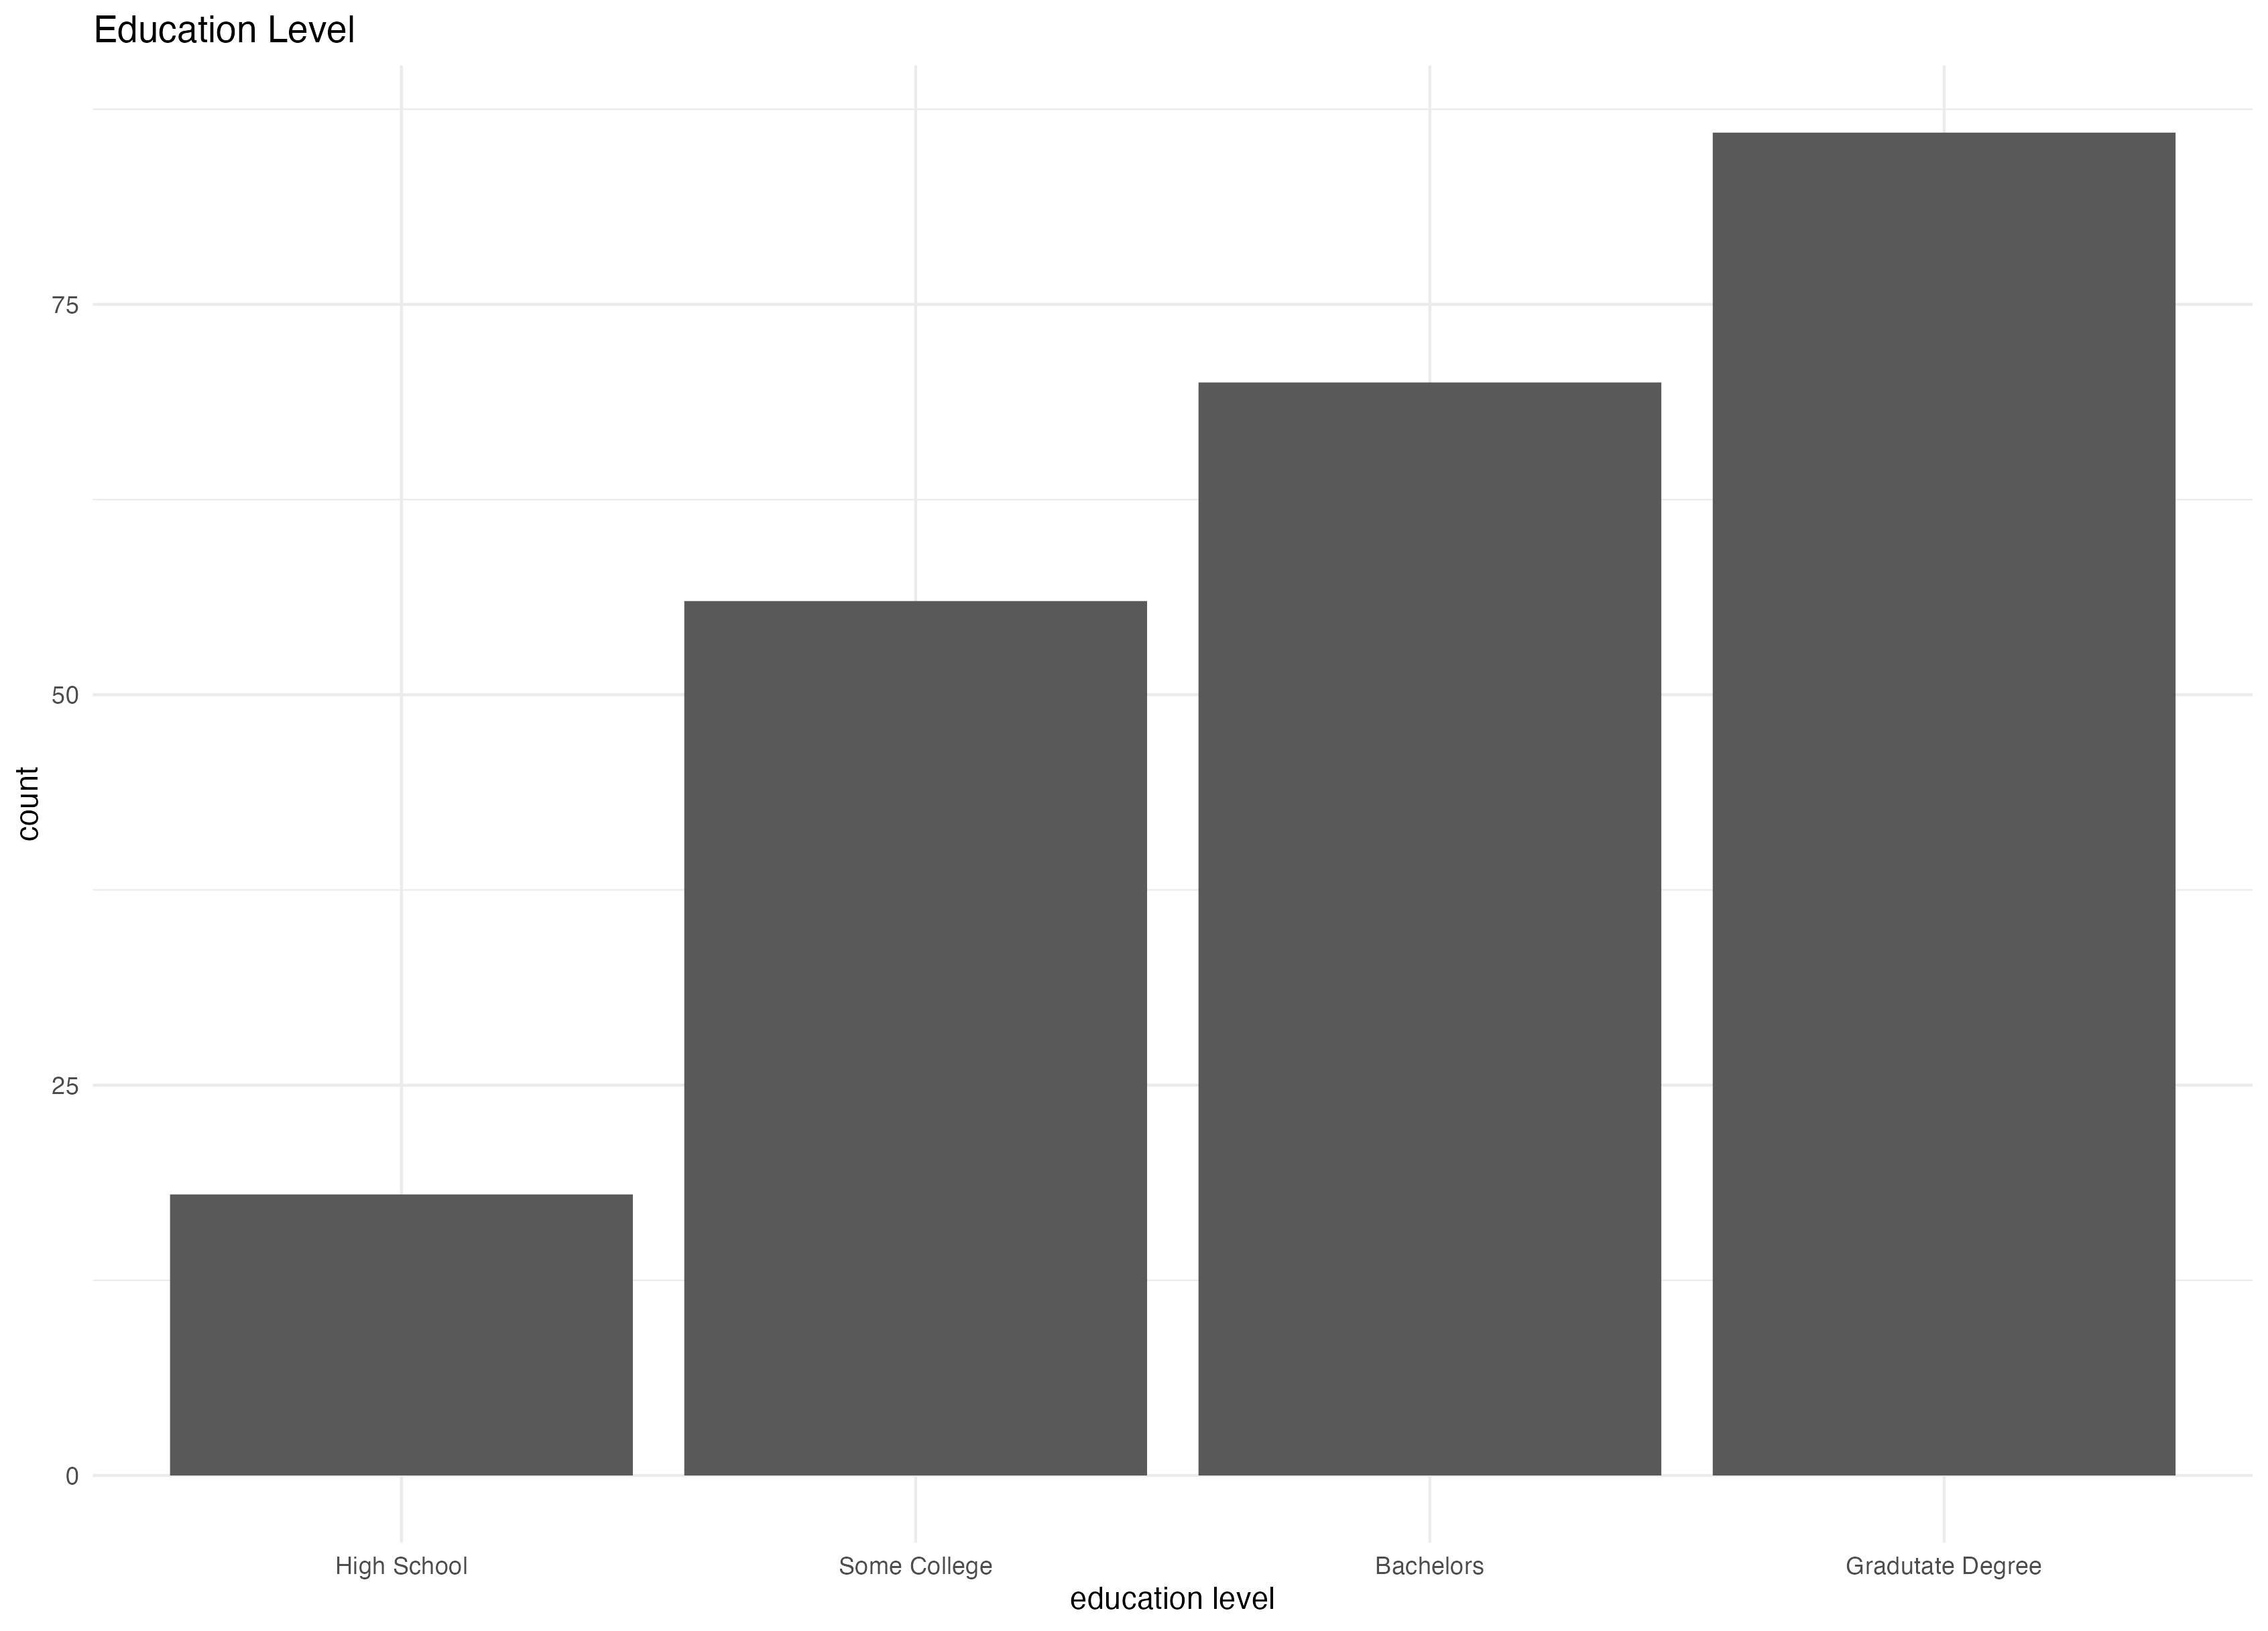 Education Level
75
50
25
0
count
High School
Some College
Bachelors
Gradutate Degree
education level